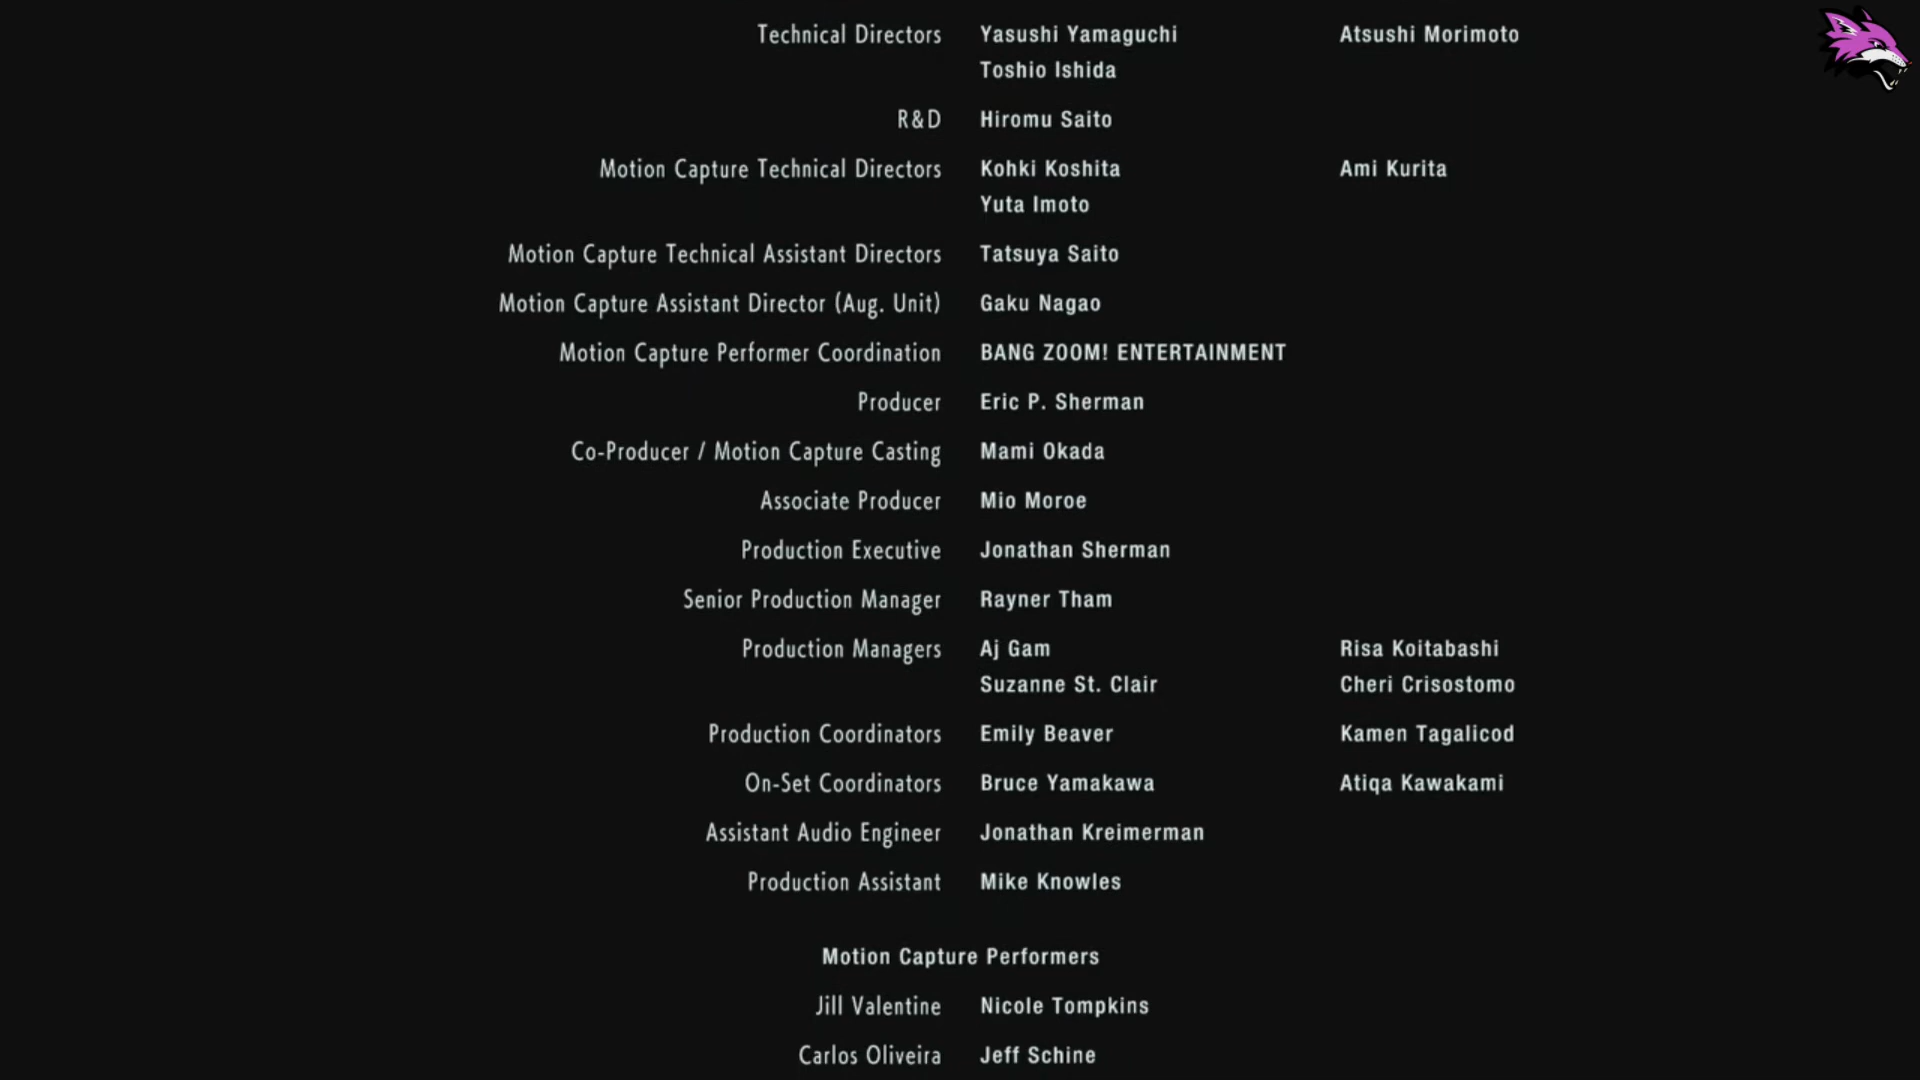 Technical Directors Yasushi Yamaguchi Atsushi Morimoto
Toshio Ishida
R&D Hiromu Saito
Motion Capture Technical Directors Kohki Koshita Ami Kurita
Yuta Imoto
Motion Capture Technical Assistant Directors Tatsuya Saito
Motion Capture Assistant Director (Aug. Unit) Gaku Nagao
Motion Capture Performer Coordination BANG ZOOM! ENTERTAINMENT
Producer Eric P. Sherman
Co-Producer / Motion Capture Casting Mami Okada
Associate Producer Mio Moroe
Production Executive Jonathan Sherman
Senior Production Manager Rayner Tham
Production Managers Aj Gam Risa Koitabashi
Suzanne St. Clair Cheri Crisostomo
Production Coordinators Emily Beaver Kamen Tagalicod
On-Set Coordinators Bruce Yamakawa Atiqa Kawakami
Assistant Audio Engineer Jonathan Kreimerman
Production Assistant Mike Knowles
Motion Capture Performers
Jill Valentine Nicole Tompkins
Carlos Oliveira Jeff Schine